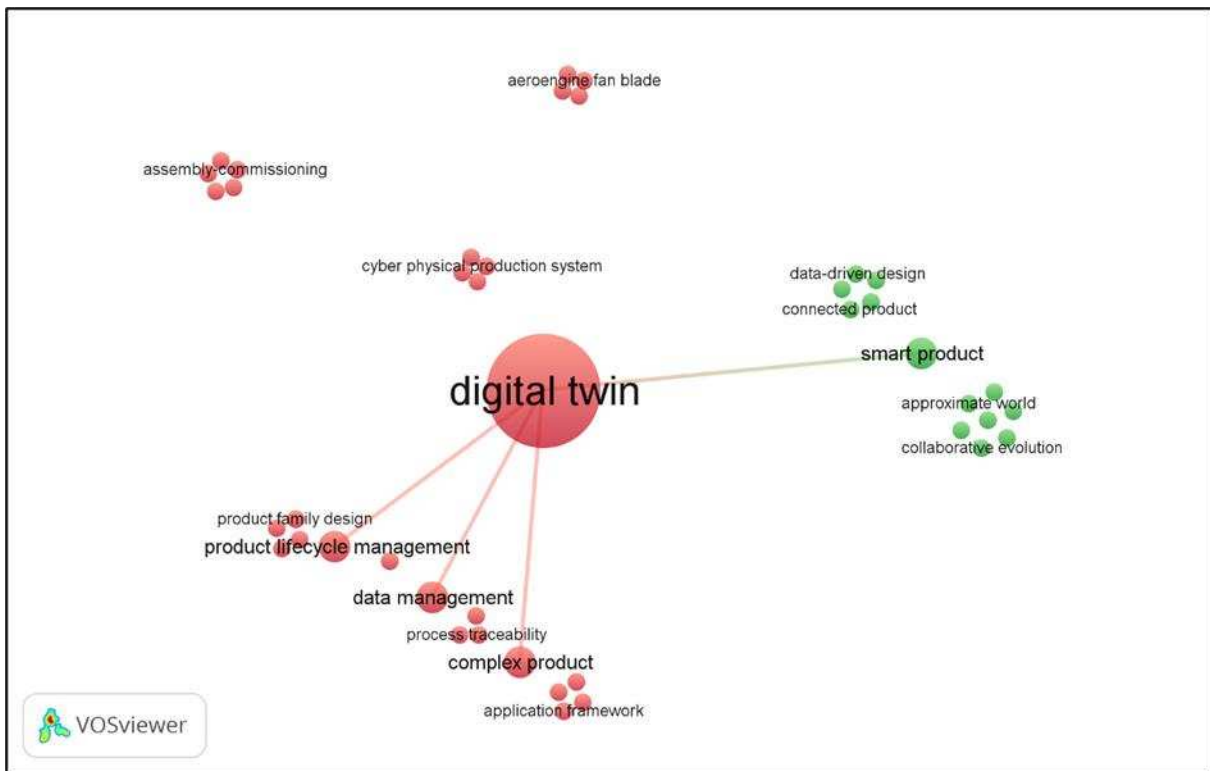 aeroengine fan blade
assembly-commissioning
cyber physical production system
data-driven design
connected product
smart product
digital twin
approximate world
collaborative evolution
product family design
product lifecycle management
data management
process traceability
complex product
application framework
VOSviewer